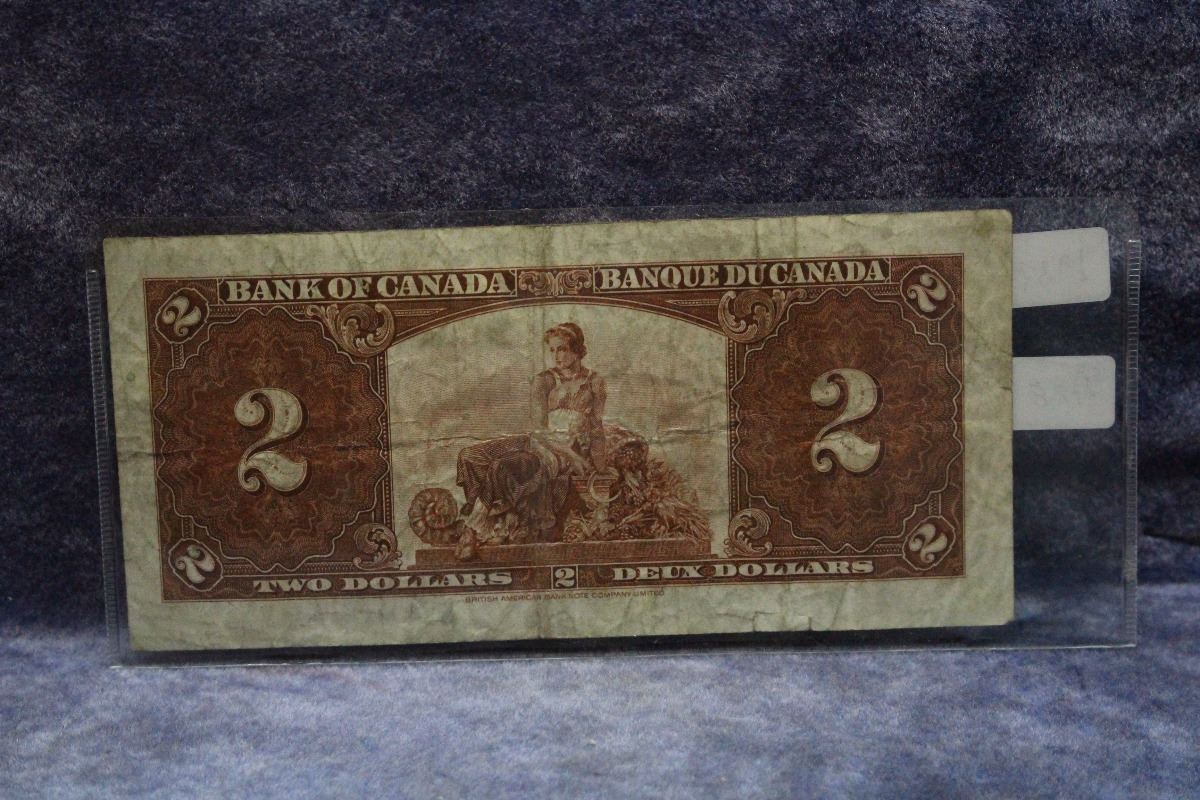 2 BANK OF CANADA BANQUE DU CANADA 2
2 2
2 TWO DOLLARS 2 DEUX DOLLARS 2
BRITISH AMERICAN BANK NOTE COMPANY LIMITED